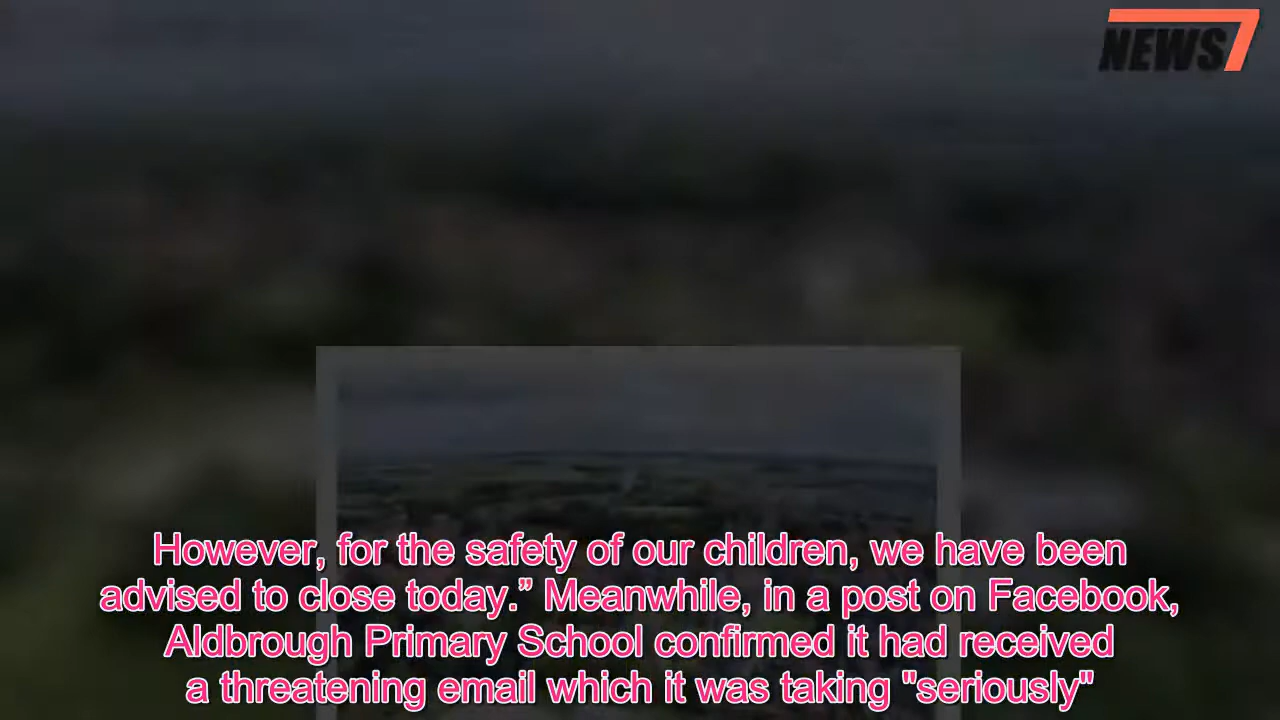 NEWS7
However, for the safety of our children, we have been
advised to close today.” Meanwhile, in a post on Facebook,
Aldbrough Primary School confirmed it had received
a threatening email which it was taking "seriously"